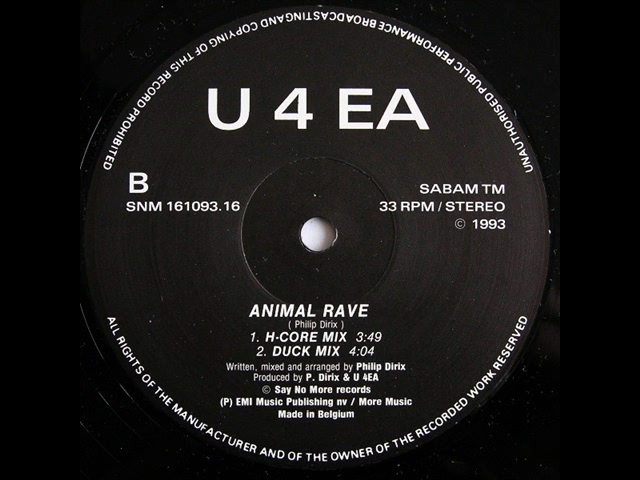 UNAUTHORISED PUBLIC PERFORMANCE BROADCASTING AND COPYING OF THIS RECORD PROHIBITED
U 4 EA
B
SNM 161093.16
SABAM TM
33 RPM / STEREO
© 1993
ANIMAL RAVE
( Philip Dirix )
1. H-CORE MIX 3:49
2. DUCK MIX 4:04
Written, mixed and arranged by Philip Dirix
Produced by P. Dirix & U 4EA
© Say No More records
(P) EMI Music Publishing nv / More Music
Made in Belgium
ALL RIGHTS OF THE MANUFACTURER AND OF THE OWNER OF THE RECORDED WORK RESERVED